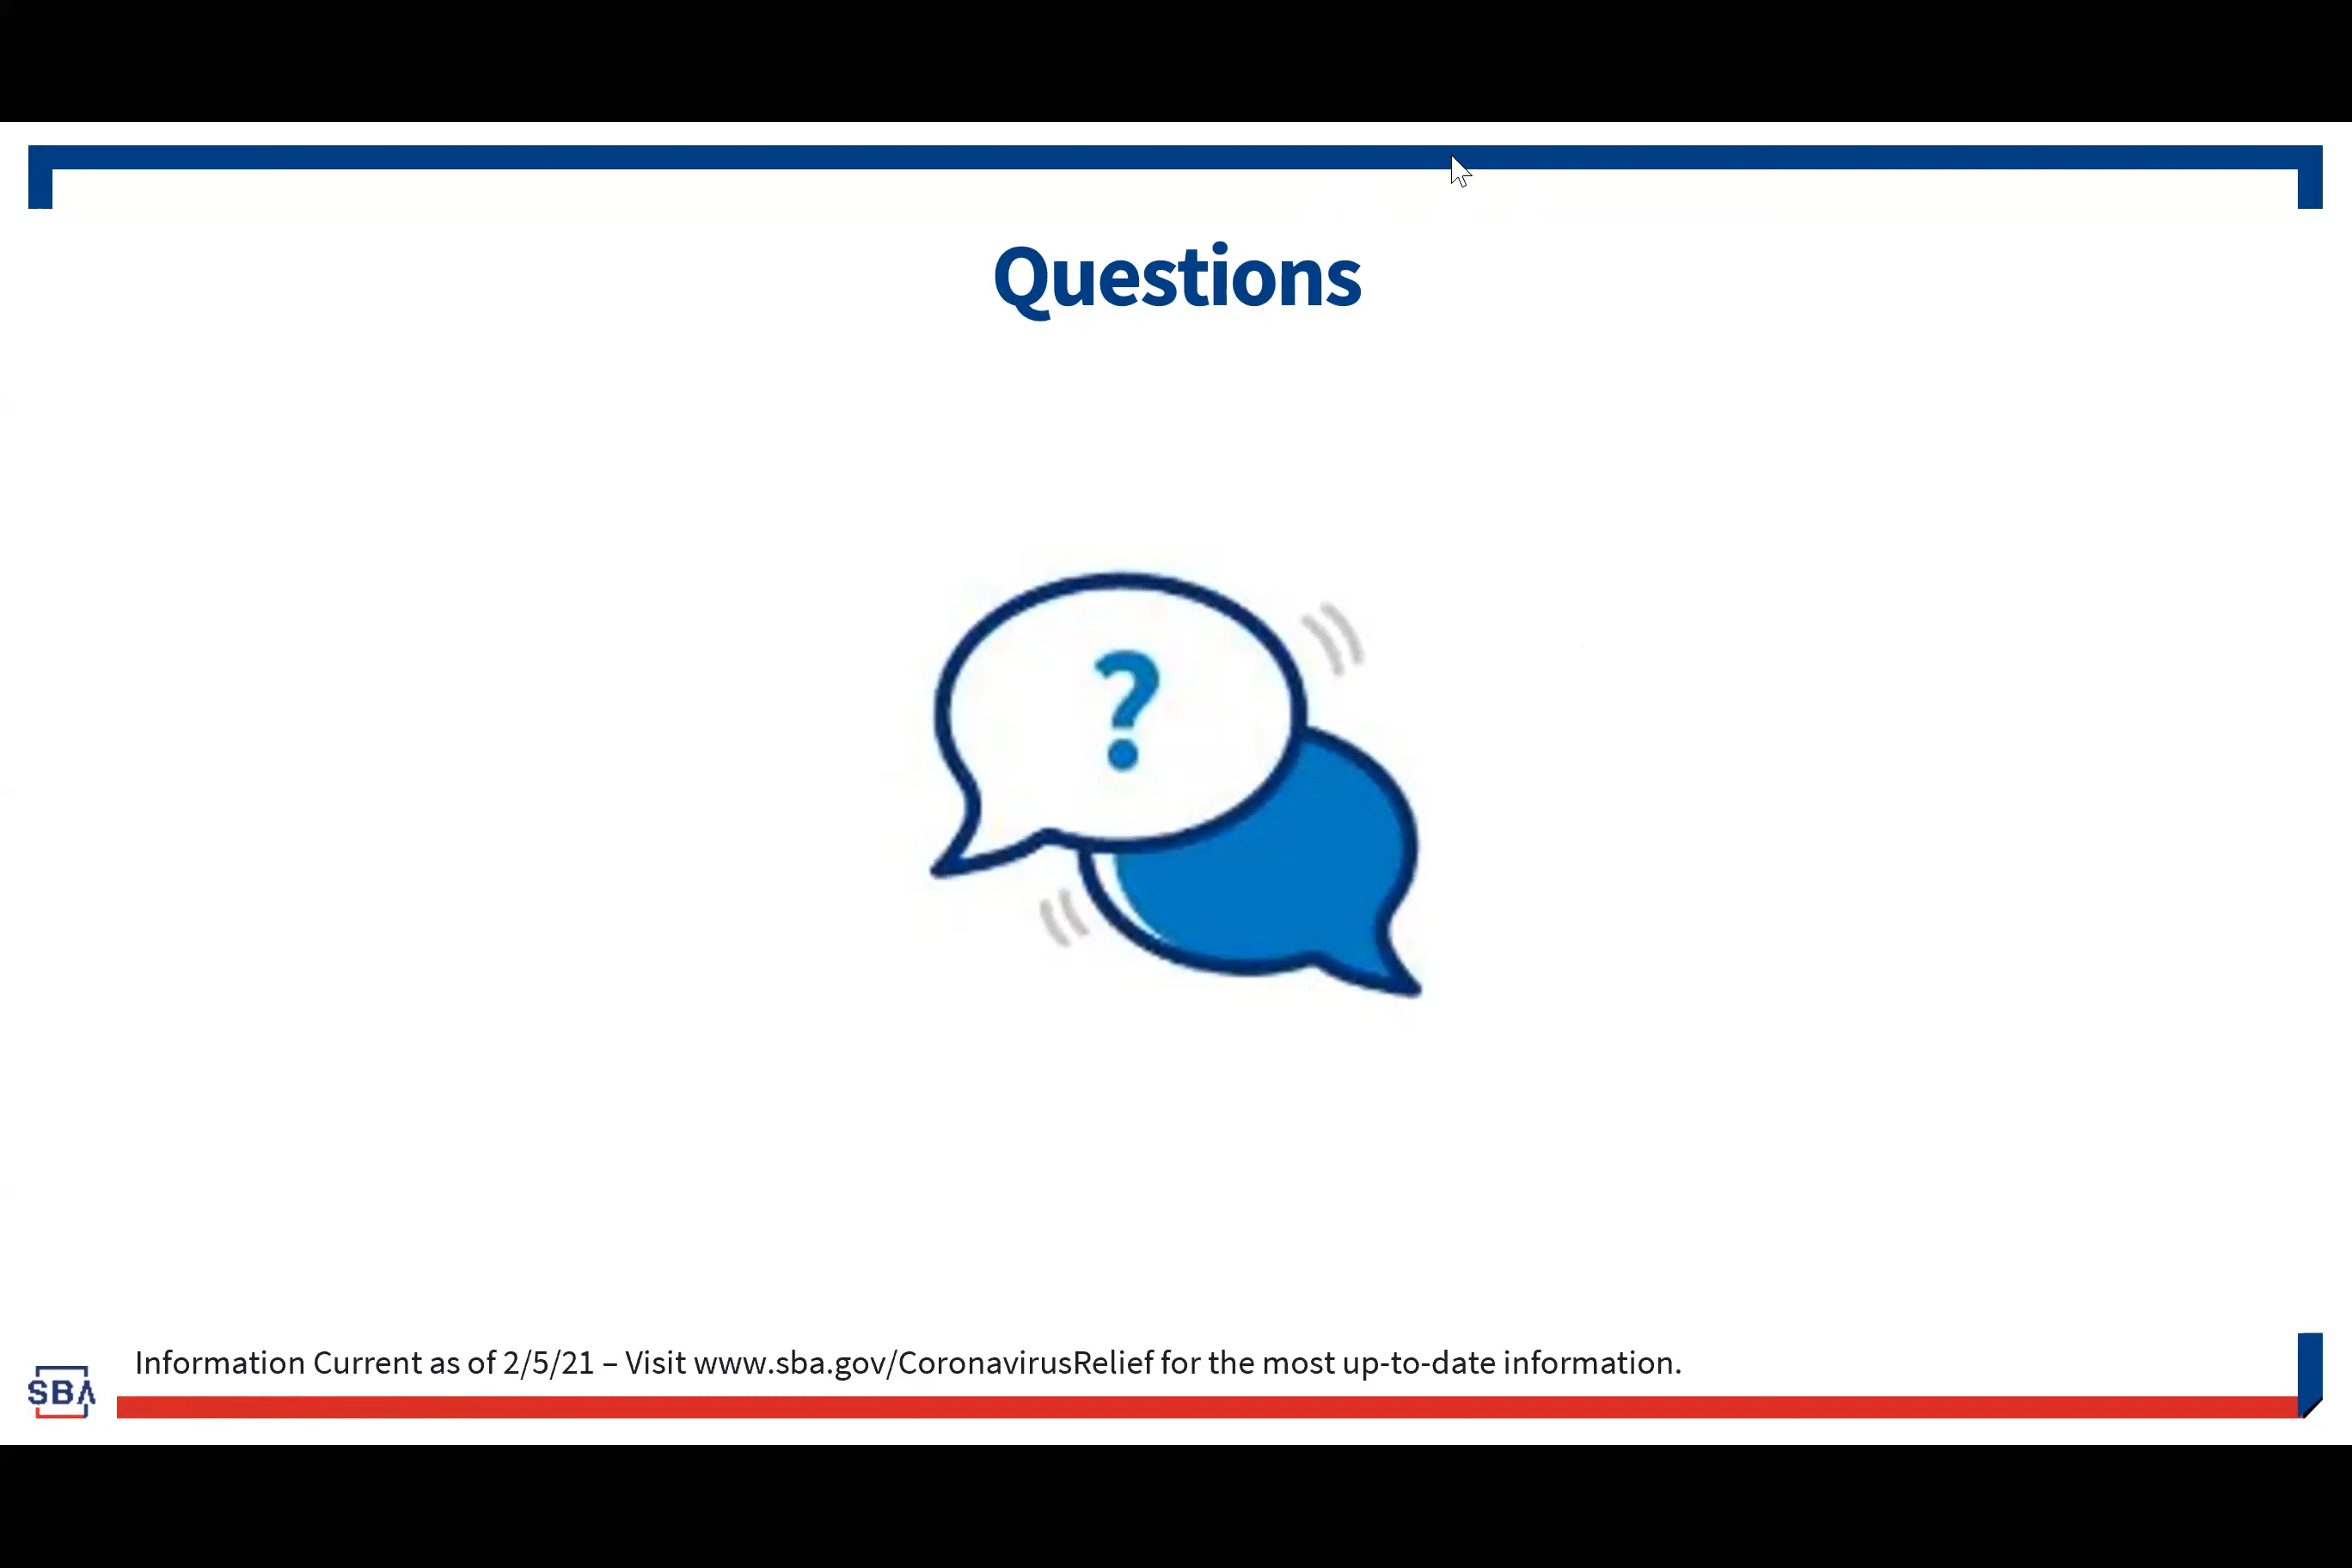 Questions
?
Information Current as of 2/5/21 – Visit www.sba.gov/CoronavirusRelief for the most up-to-date information.
SBA